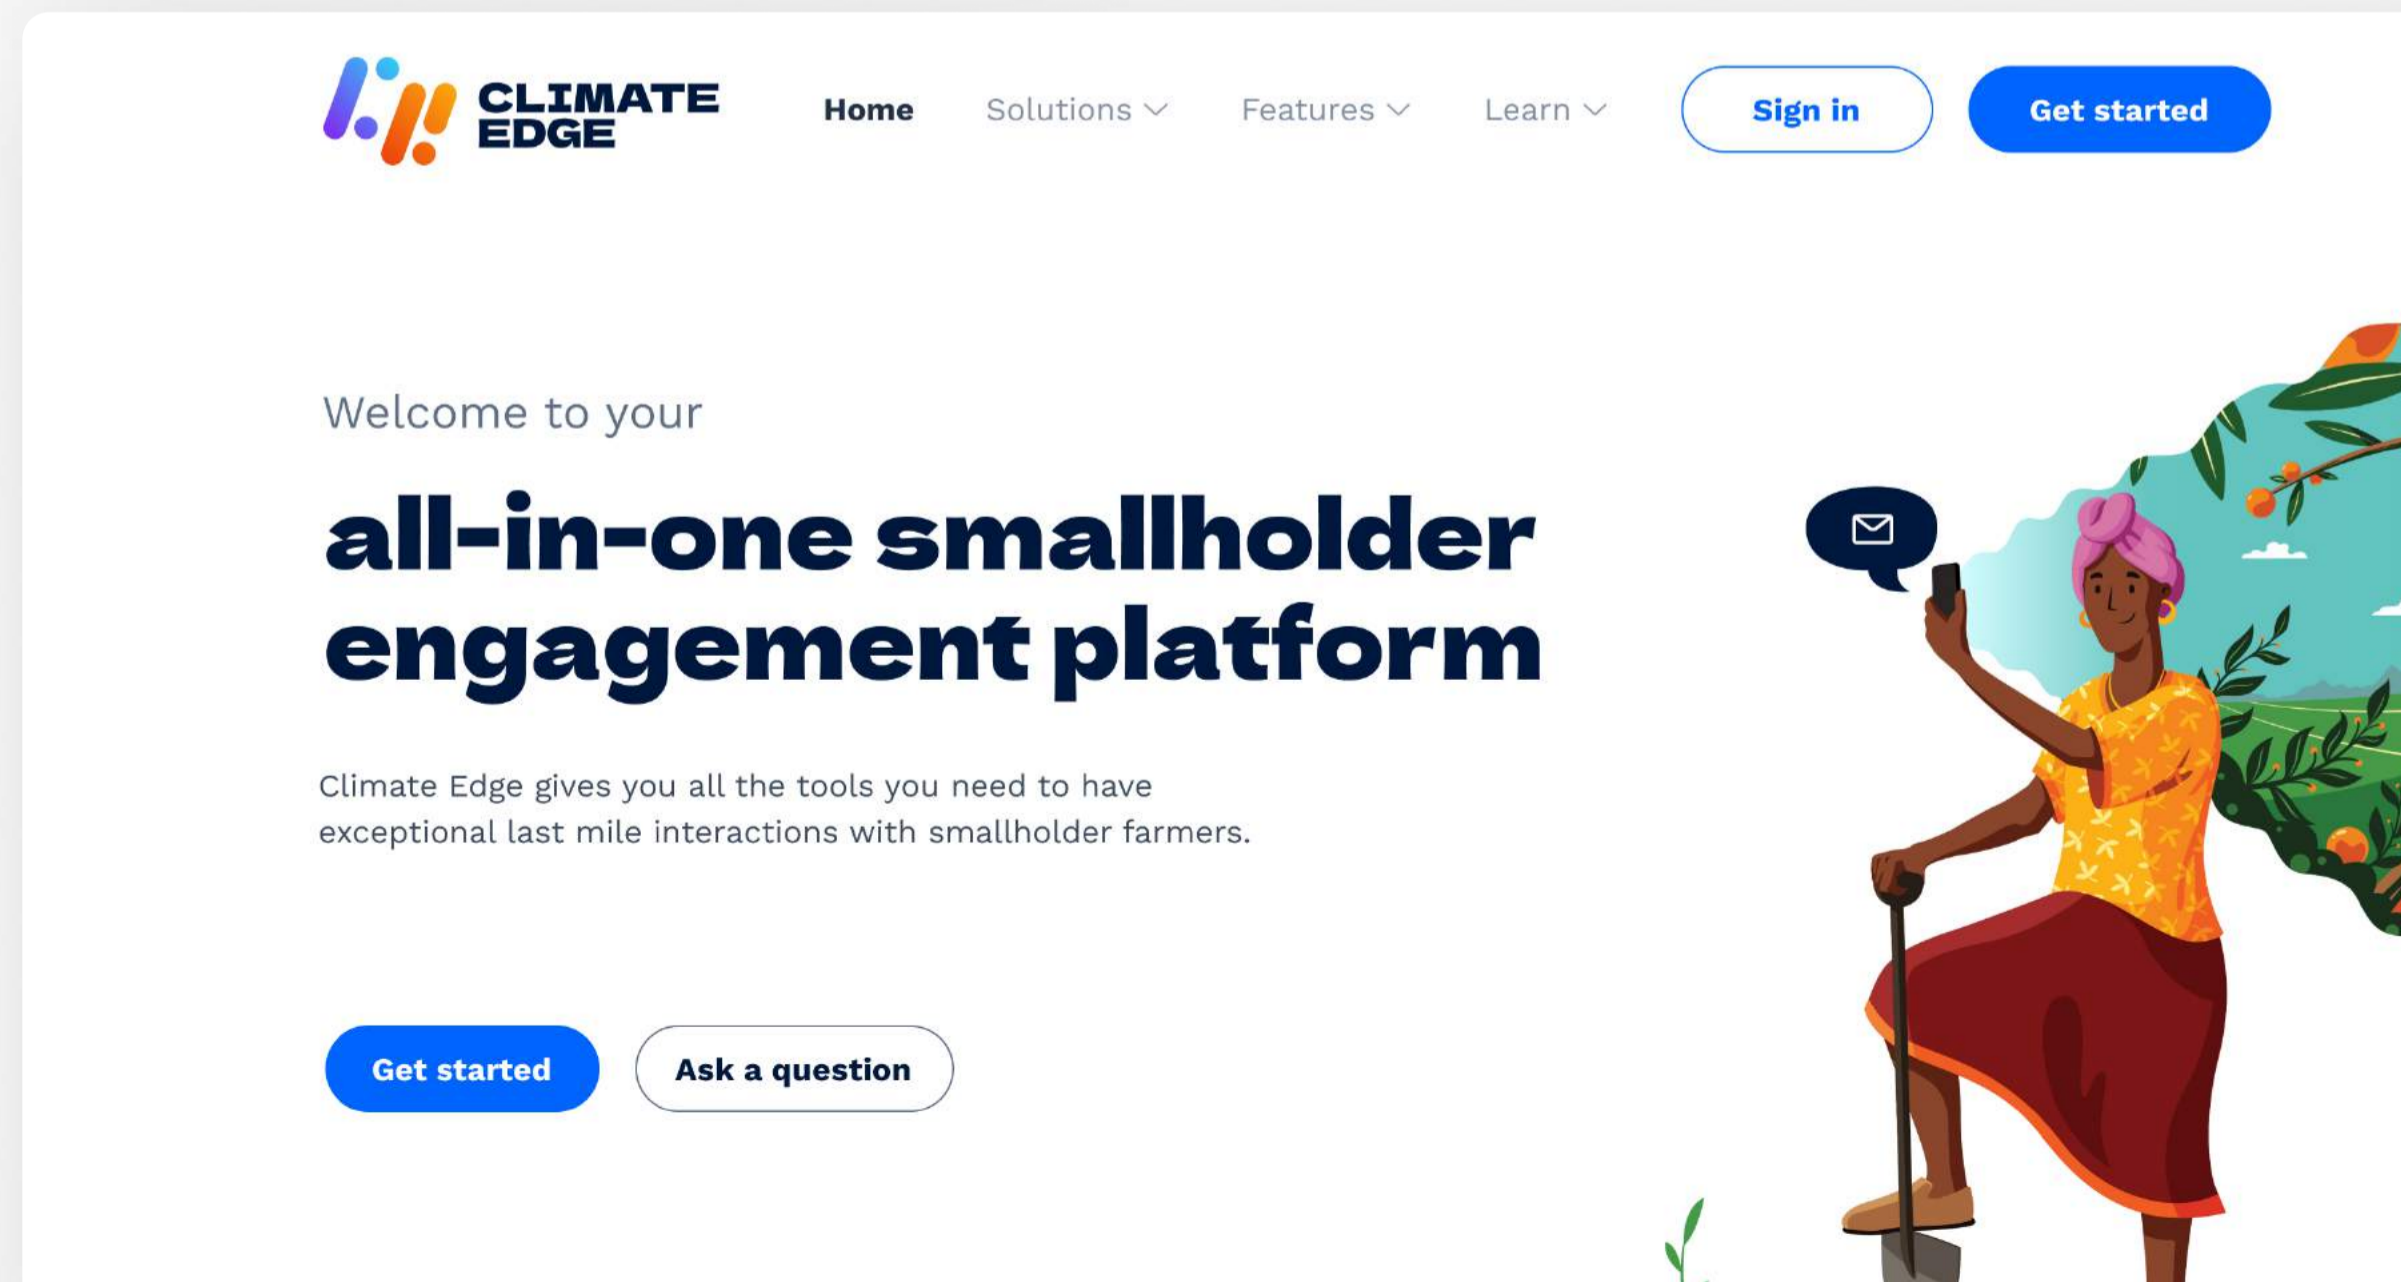 CLIMATE
EDGE
Home
Solutions
Features
Learn
Sign in
Get started
Welcome to your
all-in-one smallholder
engagement platform
Climate Edge gives you all the tools you need to have
exceptional last mile interactions with smallholder farmers.
Get started
Ask a question